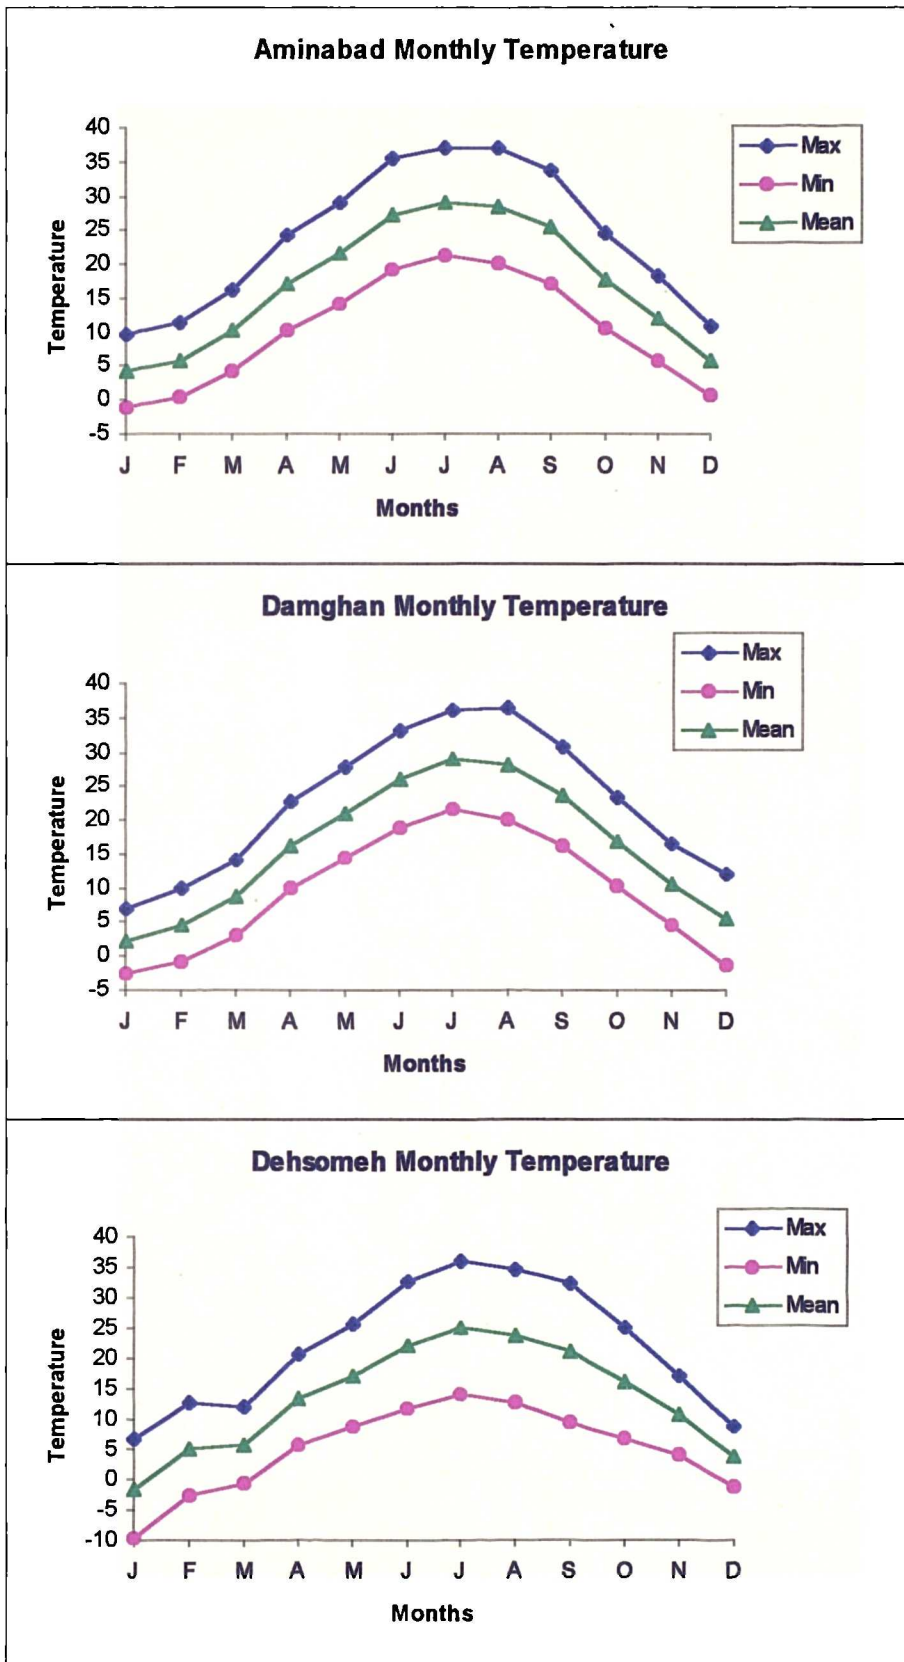 Aminabad Monthly Temperature
40
35
30
25
20
15
10
5
0
-5
Temperature
J F M A M J J A S O N D
Months
Max
Min
Mean
Damghan Monthly Temperature
40
35
30
25
20
15
10
5
0
-5
Temperature
J F M A M J J A S O N D
Months
Max
Min
Mean
Dehsomeh Monthly Temperature
40
35
30
25
20
15
10
5
0
-5
-10
Temperature
J F M A M J J A S O N D
Months
Max
Min
Mean